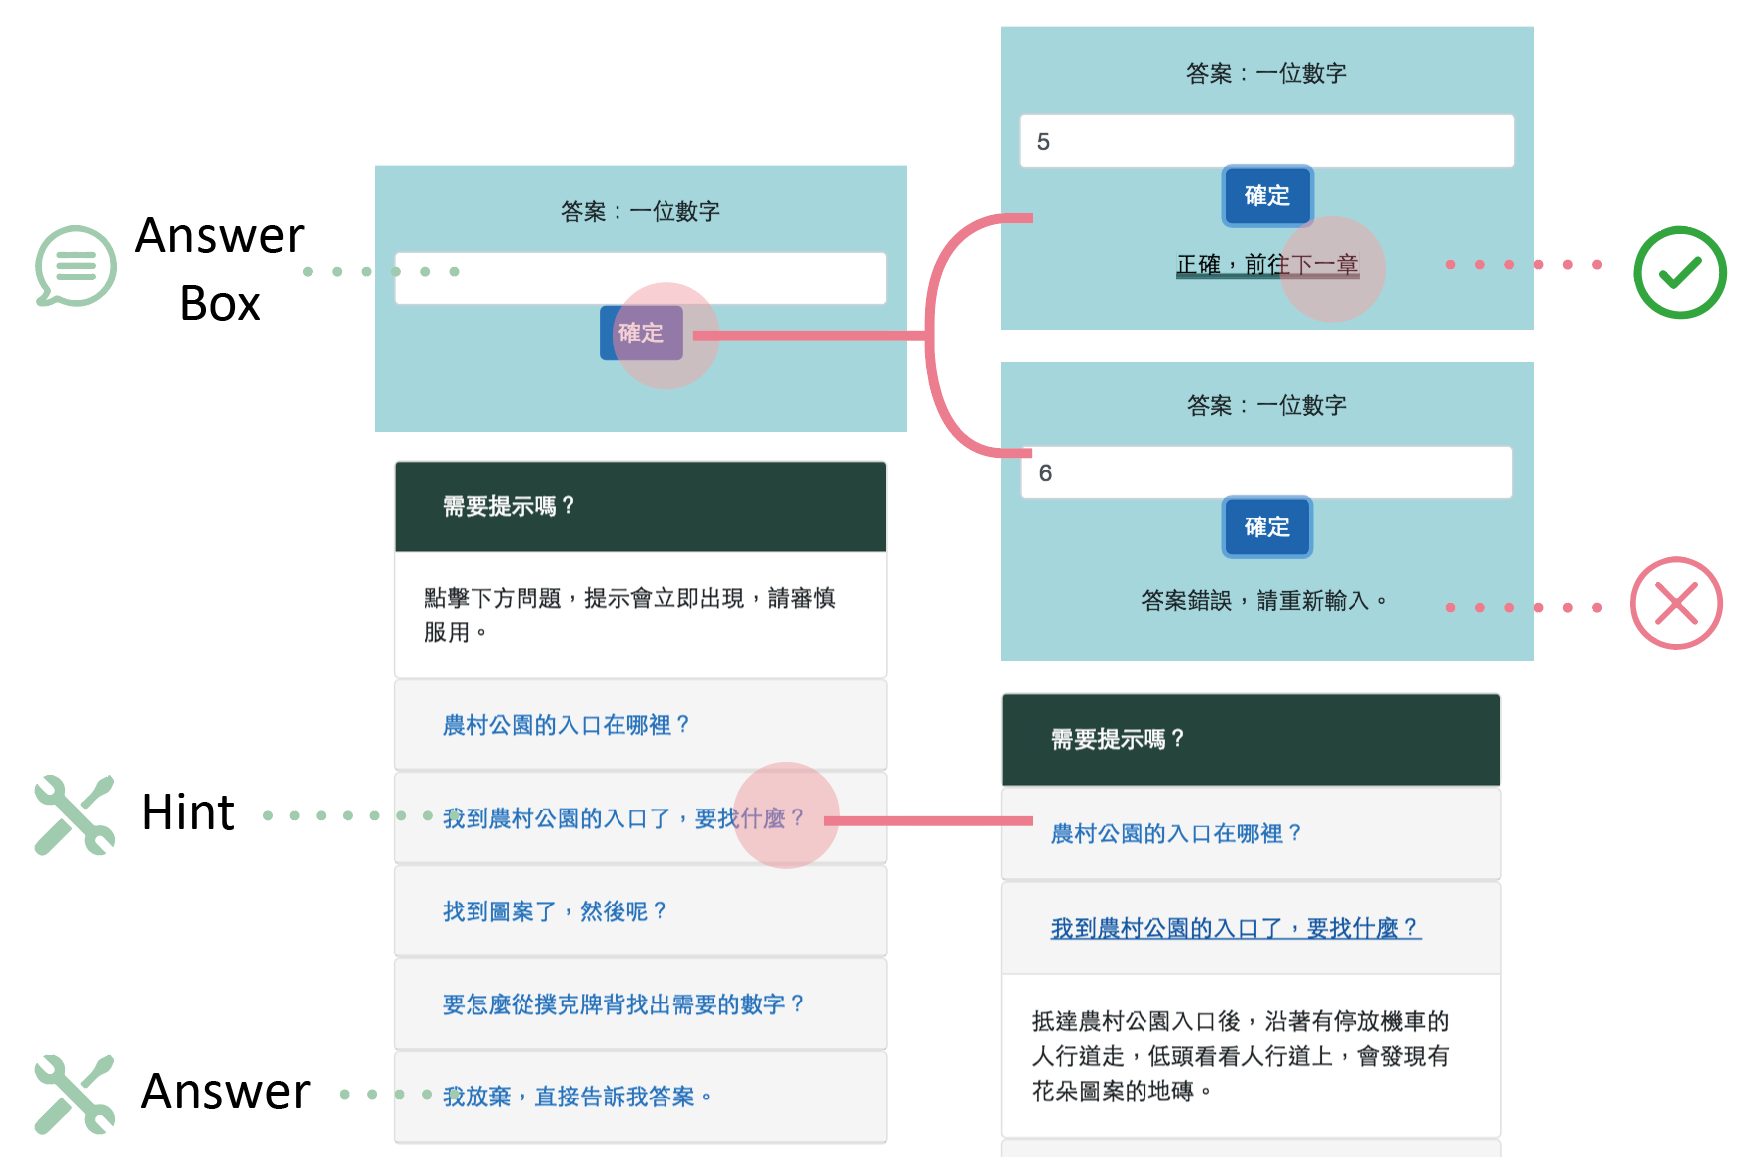 Answer
Box
答案：一位數字
確定
需要提示嗎？
點擊下方問題，提示會立即出現，請審慎
服用。
農村公園的入口在哪裡？
Hint
我到農村公園的入口了，要找什麼？
找到圖案了，然後呢？
要怎麼從撲克牌背找出需要的數字？
Answer
我放棄，直接告訴我答案。
答案：一位數字
5
確定
正確，前往下一章
答案：一位數字
6
確定
答案錯誤，請重新輸入。
需要提示嗎？
農村公園的入口在哪裡？
我到農村公園的入口了，要找什麼？
抵達農村公園入口後，沿著有停放機車的
人行道走，低頭看看人行道上，會發現有
花朵圖案的地磚。